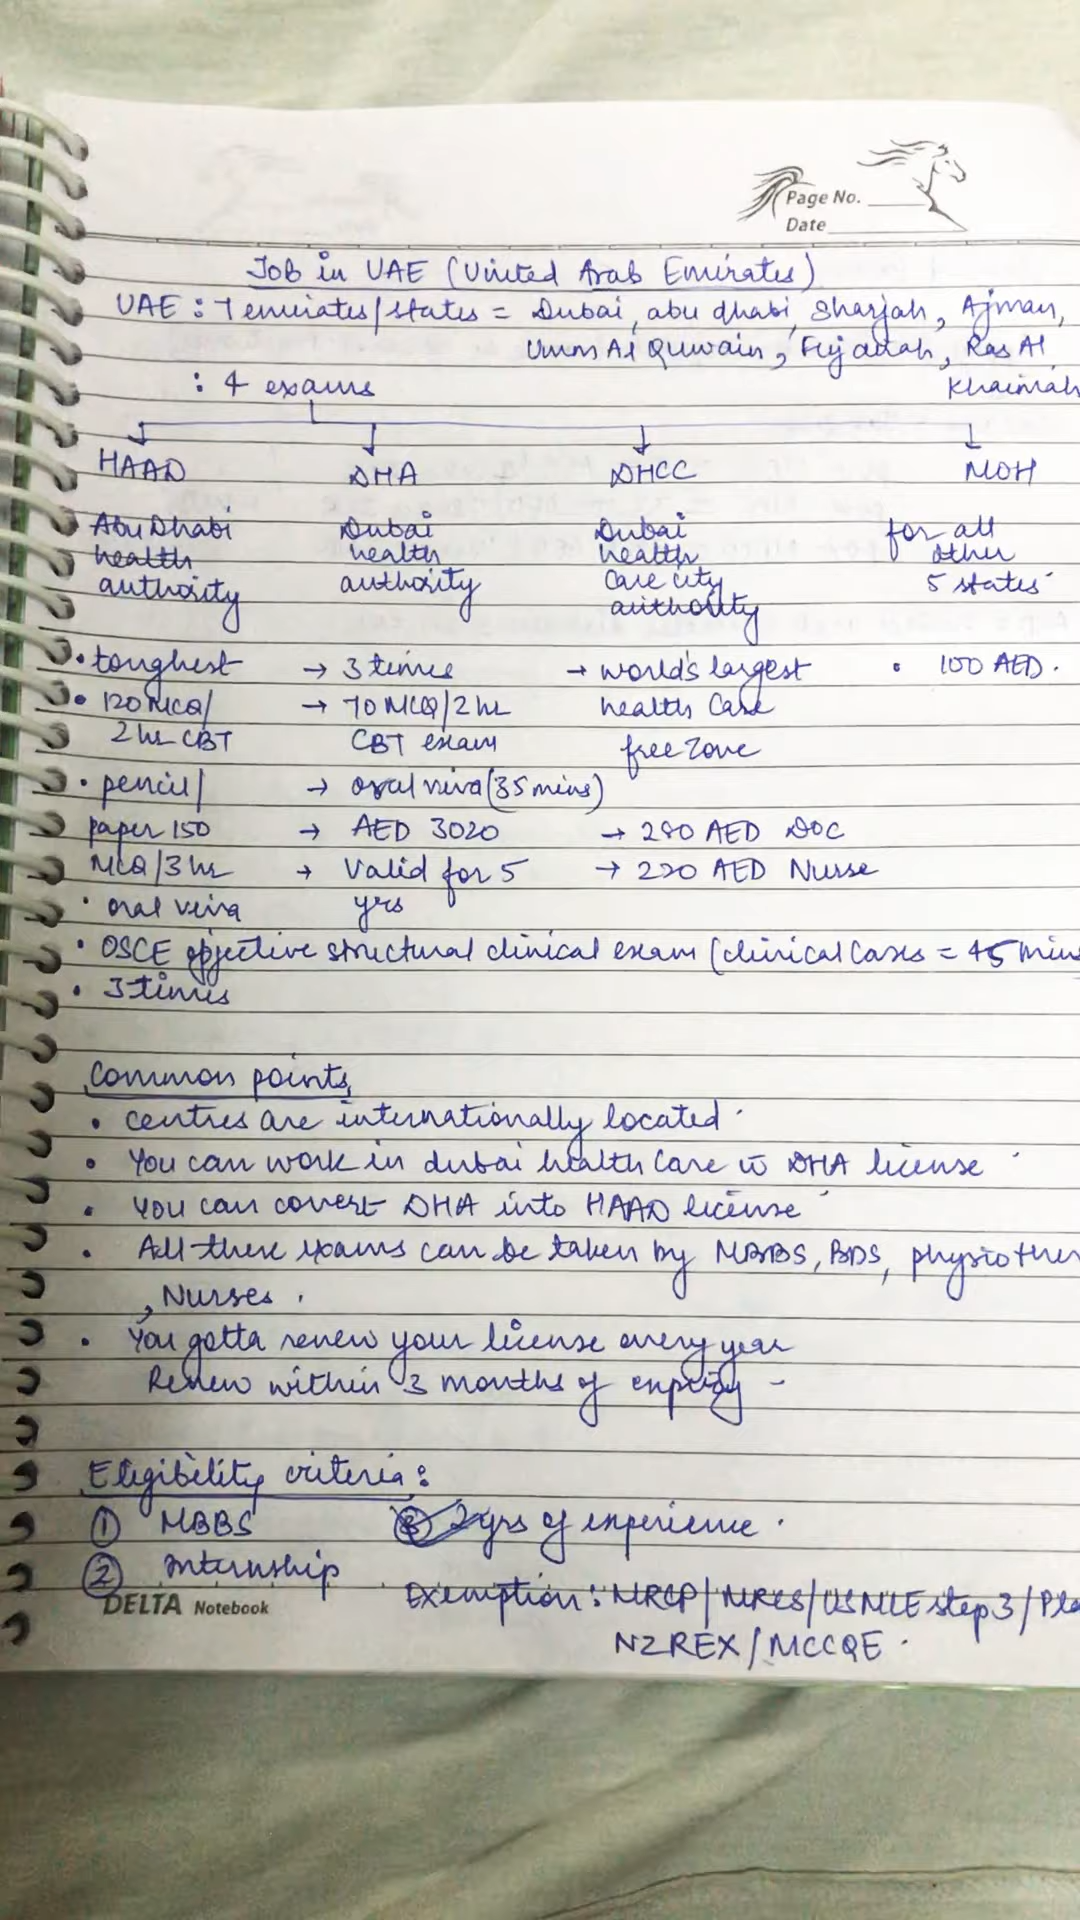 Page No.
Date
Job in UAE (United Arab Emirates)
UAE : 7 emirates/states = Dubai, abu dhabi, Sharjah, Ajman,
Umm Al Quwain, Fujairah, Ras Al
Khaimah
: 4 exams
HAAD DHA DHCC MOH
Abu Dhabi health authority
Dubai health authority
Dubai health Care city authority
for all other 5 states
• toughest → 3 times → world's largest • 100 AED.
• 120 MCQ/ → 70 MCQ/2 hr health Care
2 hr CBT CBT exam free zone
• pencil/ → oral viva (35 mins)
paper 150 → AED 3020 → 280 AED DOC
MCQ/3 hr → Valid for 5 → 220 AED Nurse
• oral viva yrs
• OSCE objective structural clinical exam (clinical Cases = 45 mins
• 3 times
Common points
• centres are internationally located.
• You can work in dubai health Care DHA license
• You can covert DHA into HAAD license
• All these exams can be taken by MBBS, BDS, physiother
, Nurses.
• You gotta renew your license every year
Renew within 3 months of expiry -
Eligibility criteria:
① MBBS ③ 2 yrs of experience.
② Internship
Exemption: MRCP/MRCS/USMLE step 3/Pla
NZREX/MCCQE.
DELTA Notebook